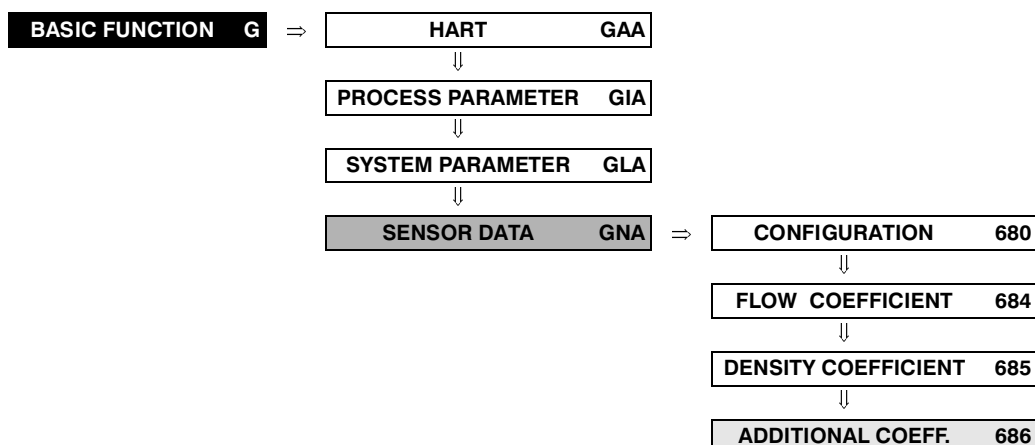 BASIC FUNCTION G ⇒ HART GAA
⇓
PROCESS PARAMETER GIA
⇓
SYSTEM PARAMETER GLA
⇓
SENSOR DATA GNA ⇒ CONFIGURATION 680
⇓
FLOW COEFFICIENT 684
⇓
DENSITY COEFFICIENT 685
⇓
ADDITIONAL COEFF. 686